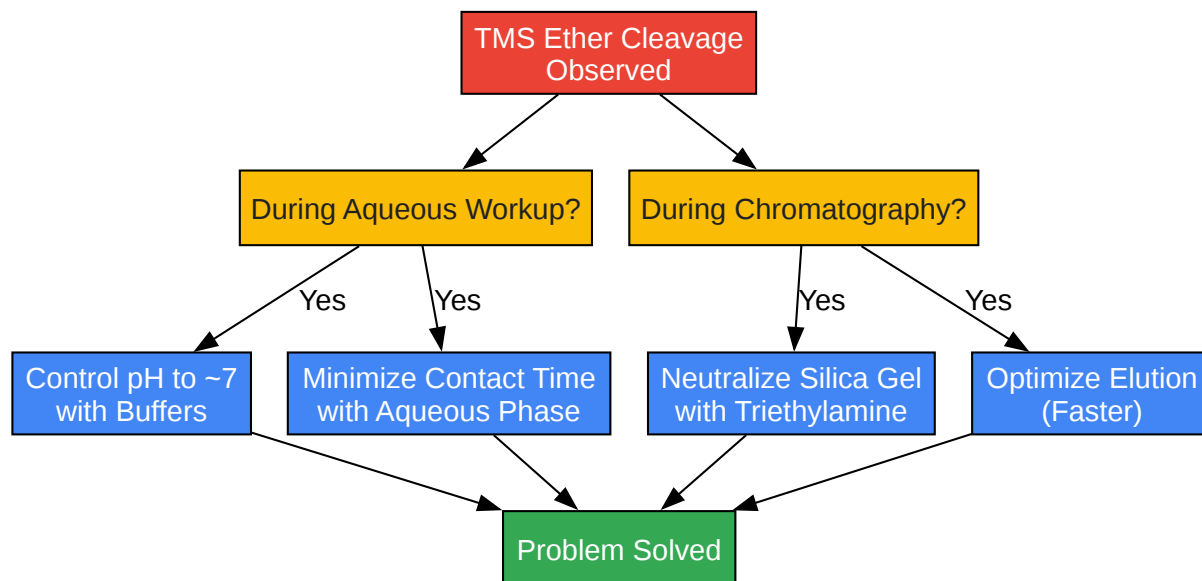 TMS Ether Cleavage
Observed
During Aqueous Workup?
During Chromatography?
Yes
Yes
Yes
Yes
Control pH to ~7
with Buffers
Minimize Contact Time
with Aqueous Phase
Neutralize Silica Gel
with Triethylamine
Optimize Elution
(Faster)
Problem Solved